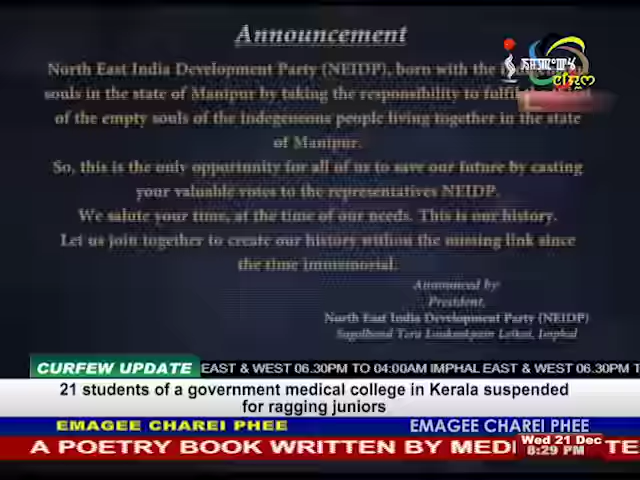 Announcement
North East India Development Party (NEIDP), born with the
souls in the state of Manipur by taking the responsibility to fulfil
of the empty souls of the indegeneous people living together in the state
of Manipur.
So, this is the only opportunity for all of us to save our future by casting
your valuable votes to the representatives NEIDP.
We salute your time, at the time of our needs. This is our history.
Let us join together to create our history without the missing link since
the time immemorial.
Announced by
President,
North East India Development Party (NEIDP)
Sagolband Tera Loukrakpam Leikai, Imphal
CURFEW UPDATE EAST & WEST 06.30PM TO 04:00AM IMPHAL EAST & WEST 06.30PM T
21 students of a government medical college in Kerala suspended
for ragging juniors
EMAGEE CHAREI PHEE EMAGEE CHAREI PHEE
A POETRY BOOK WRITTEN BY MEDI TE
Wed 21 Dec
8:29 PM